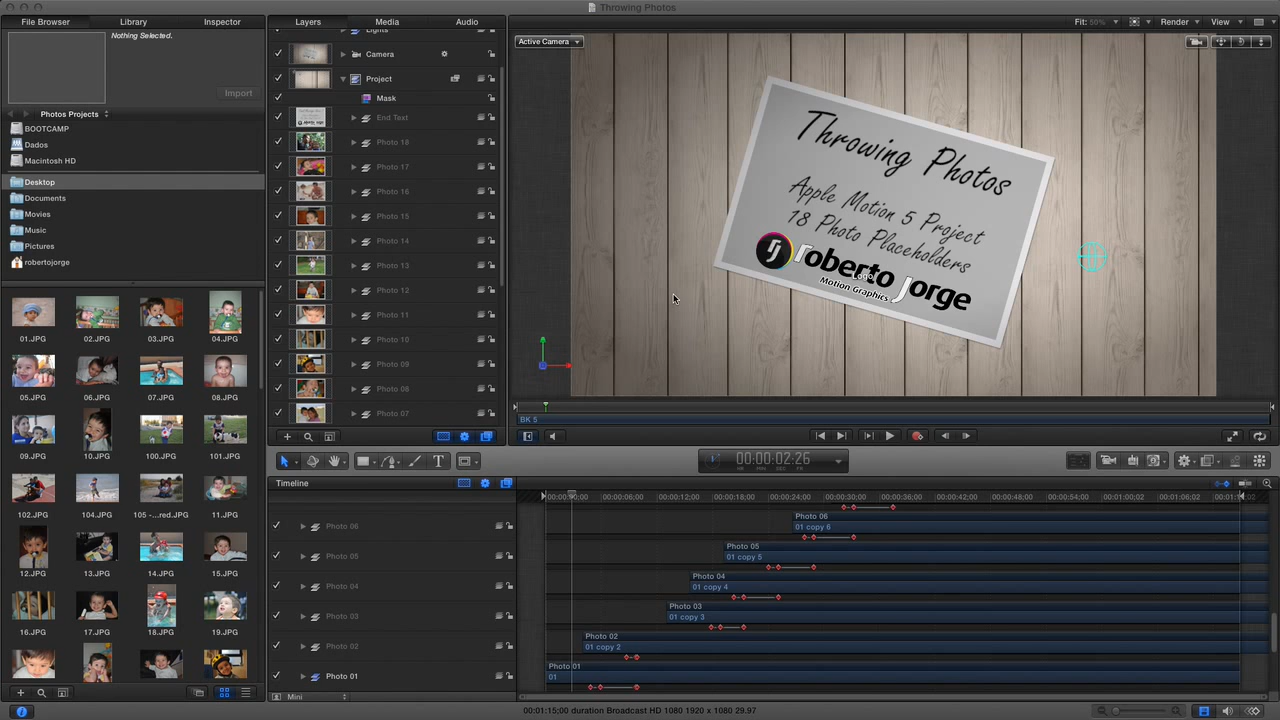 Throwing Photos
File Browser
Library
Inspector
Layers
Media
Audio
Fit: 50%
Render
View
Nothing Selected.
Import
Photos Projects
BOOTCAMP
Dados
Macintosh HD
Desktop
Documents
Movies
Music
Pictures
robertojorge
01.JPG
02.JPG
03.JPG
04.JPG
05.JPG
06.JPG
07.JPG
08.JPG
09.JPG
10.JPG
100.JPG
101.JPG
102.JPG
104.JPG
105 -...red.JPG
11.JPG
12.JPG
13.JPG
14.JPG
15.JPG
16.JPG
17.JPG
18.JPG
19.JPG
Lights
Camera
Project
Mask
End Text
Photo 18
Photo 17
Photo 16
Photo 15
Photo 14
Photo 13
Photo 12
Photo 11
Photo 10
Photo 09
Photo 08
Photo 07
Active Camera
Throwing Photos
Apple Motion 5 Project
18 Photo Placeholders
roberto Jorge
Logo
Motion Graphics
BK 5
00:00:02:26
HR MIN SEC FR
Timeline
00:00:00:00
00:00:06;00
00:00:12;00
00:00:18;00
00:00:24;00
00:00:30;00
00:00:36;00
00:00:42;00
00:00:48;00
00:00:54;00
00:01:00;02
00:01:06;02
Photo 06
Photo 05
Photo 04
Photo 03
Photo 02
Photo 01
Photo 06
01 copy 6
Photo 05
01 copy 5
Photo 04
01 copy 4
Photo 03
01 copy 3
Photo 02
01 copy 2
Photo 01
01
Mini
00:01:15;00 duration Broadcast HD 1080 1920 x 1080 29.97